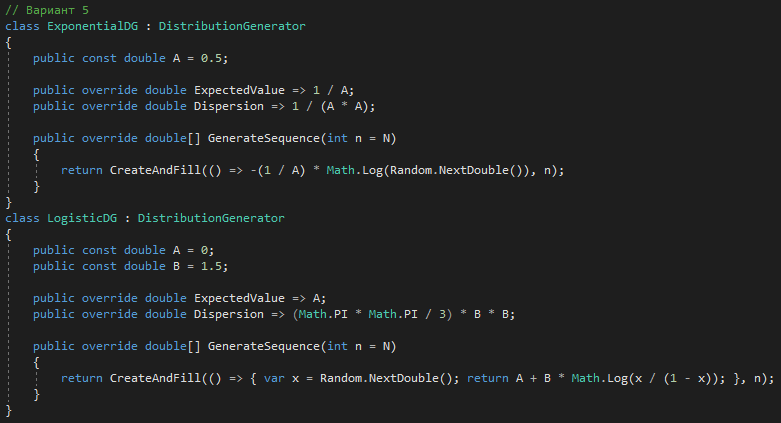 // Вариант 5
class ExponentialDG : DistributionGenerator
{
    public const double A = 0.5;

    public override double ExpectedValue => 1 / A;
    public override double Dispersion => 1 / (A * A);

    public override double[] GenerateSequence(int n = N)
    {
        return CreateAndFill(() => -(1 / A) * Math.Log(Random.NextDouble()), n);
    }
}
class LogisticDG : DistributionGenerator
{
    public const double A = 0;
    public const double B = 1.5;

    public override double ExpectedValue => A;
    public override double Dispersion => (Math.PI * Math.PI / 3) * B * B;

    public override double[] GenerateSequence(int n = N)
    {
        return CreateAndFill(() => { var x = Random.NextDouble(); return A + B * Math.Log(x / (1 - x)); }, n);
    }
}